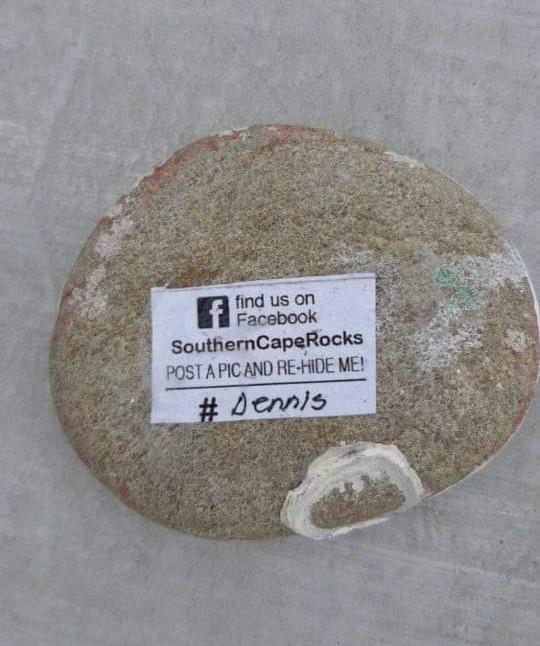 f find us on
Facebook
SouthernCapeRocks
POST A PIC AND RE-HIDE ME!
# Dennis